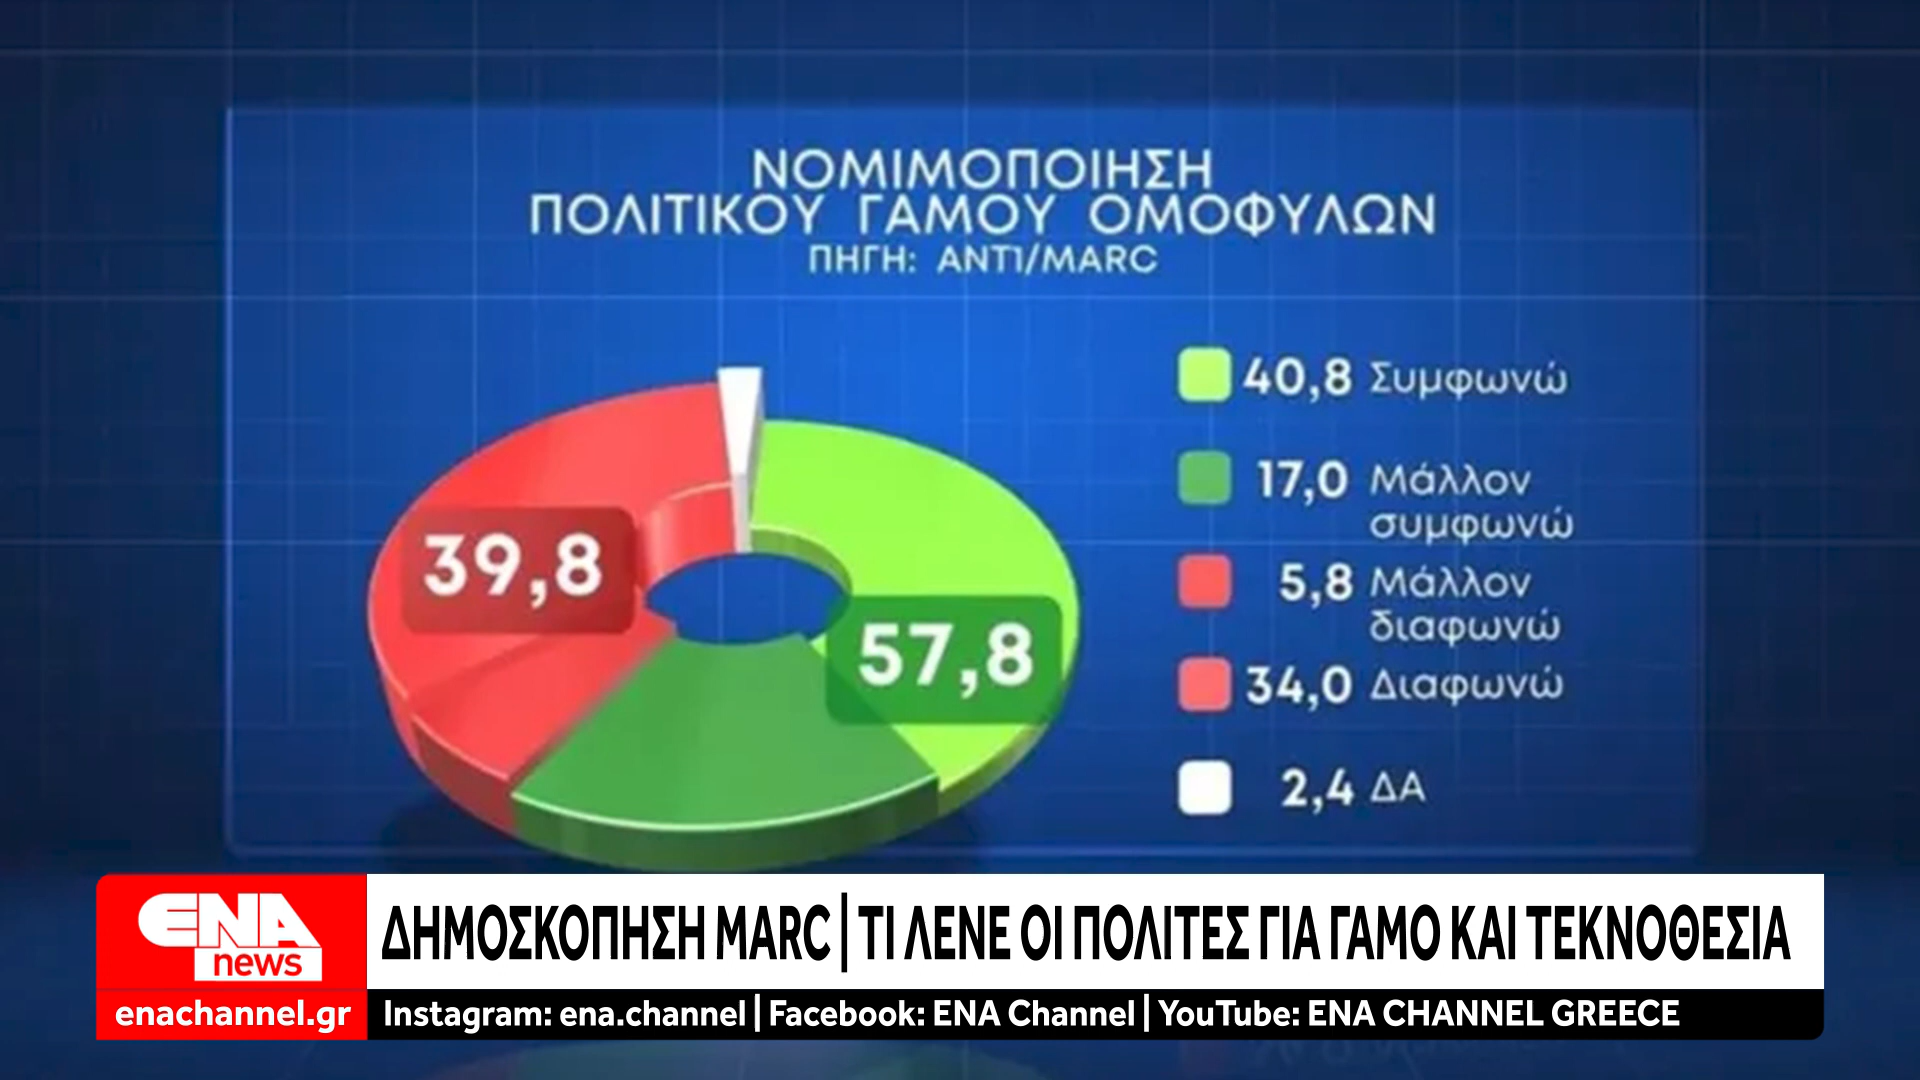 ΝΟΜΙΜΟΠΟΙΗΣΗ
ΠΟΛΙΤΙΚΟΥ ΓΑΜΟΥ ΟΜΟΦΥΛΩΝ
ΠΗΓΗ: ΑΝΤ1/MARC
40,8 Συμφωνώ
17,0 Μάλλον
συμφωνώ
5,8 Μάλλον
διαφωνώ
34,0 Διαφωνώ
2,4 ΔΑ
39,8
57,8
ENA
news
ΔΗΜΟΣΚΟΠΗΣΗ MARC | ΤΙ ΛΕΝΕ ΟΙ ΠΟΛΙΤΕΣ ΓΙΑ ΓΑΜΟ ΚΑΙ ΤΕΚΝΟΘΕΣΙΑ
enachannel.gr
Instagram: ena.channel | Facebook: ENA Channel | YouTube: ENA CHANNEL GREECE